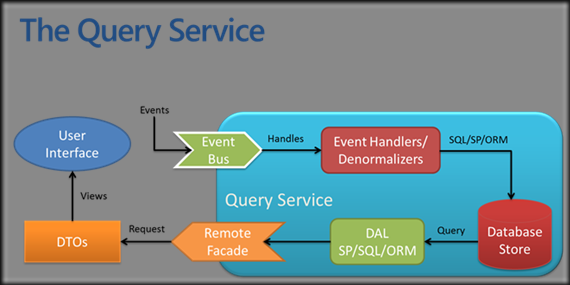 The Query Service
Events
User
Interface
Event
Bus
Handles
Event Handlers/
Denormalizers
SQL/SP/ORM
Views
Query Service
DTOs
Request
Remote
Facade
DAL
SP/SQL/ORM
Query
Database
Store